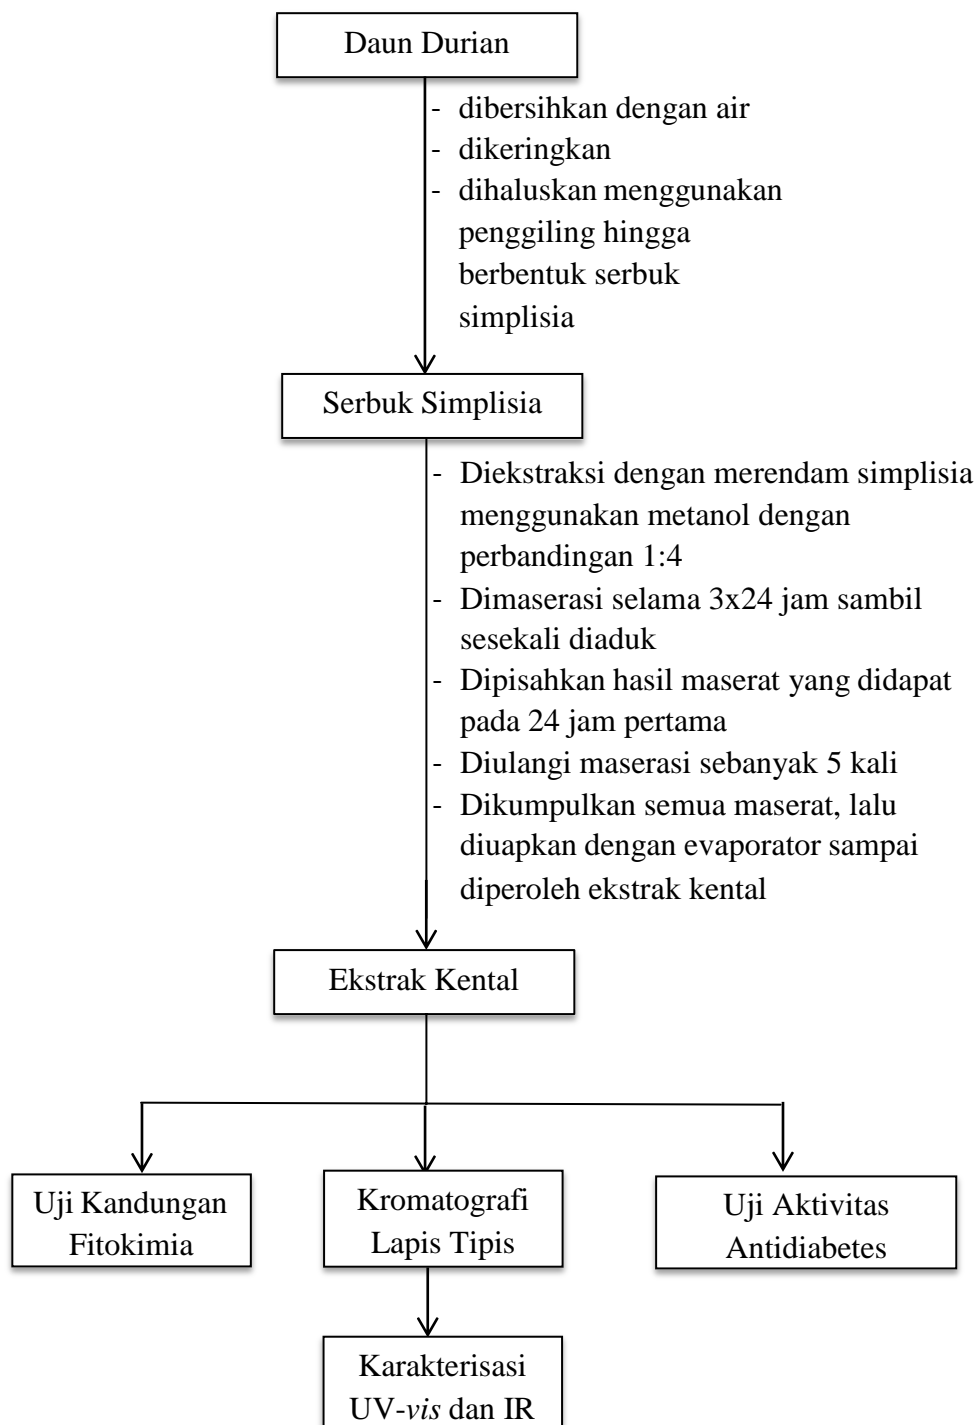 Daun Durian
- dibersihkan dengan air
- dikeringkan
- dihaluskan menggunakan
penggiling hingga
berbentuk serbuk
simplisia
Serbuk Simplisia
- Diekstraksi dengan merendam simplisia
menggunakan metanol dengan
perbandingan 1:4
- Dimaserasi selama 3x24 jam sambil
sesekali diaduk
- Dipisahkan hasil maserat yang didapat
pada 24 jam pertama
- Diulangi maserasi sebanyak 5 kali
- Dikumpulkan semua maserat, lalu
diuapkan dengan evaporator sampai
diperoleh ekstrak kental
Ekstrak Kental
Uji Kandungan
Fitokimia
Kromatografi
Lapis Tipis
Uji Aktivitas
Antidiabetes
Karakterisasi
UV-vis dan IR